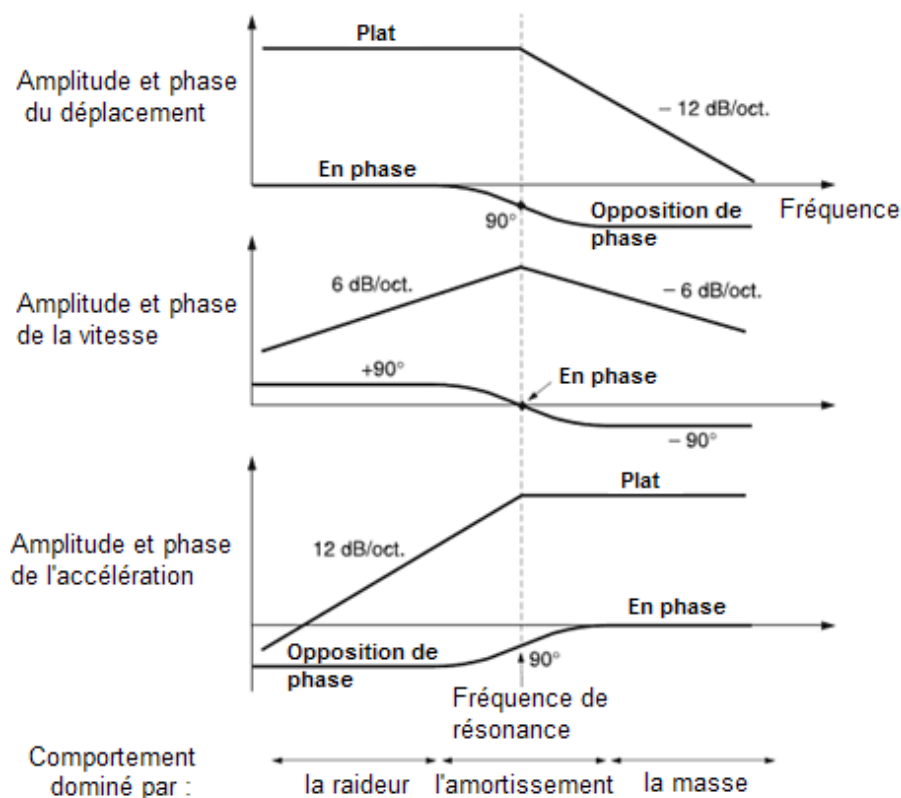 Plat
Amplitude et phase
du déplacement
– 12 dB/oct.
En phase
90°
Opposition de
phase
Fréquence
Amplitude et phase
de la vitesse
6 dB/oct.
– 6 dB/oct.
+90°
En phase
– 90°
Plat
Amplitude et phase
de l'accélération
12 dB/oct.
En phase
Opposition de
phase
90°
Fréquence de
résonance
Comportement
dominé par :
la raideur
l'amortissement
la masse